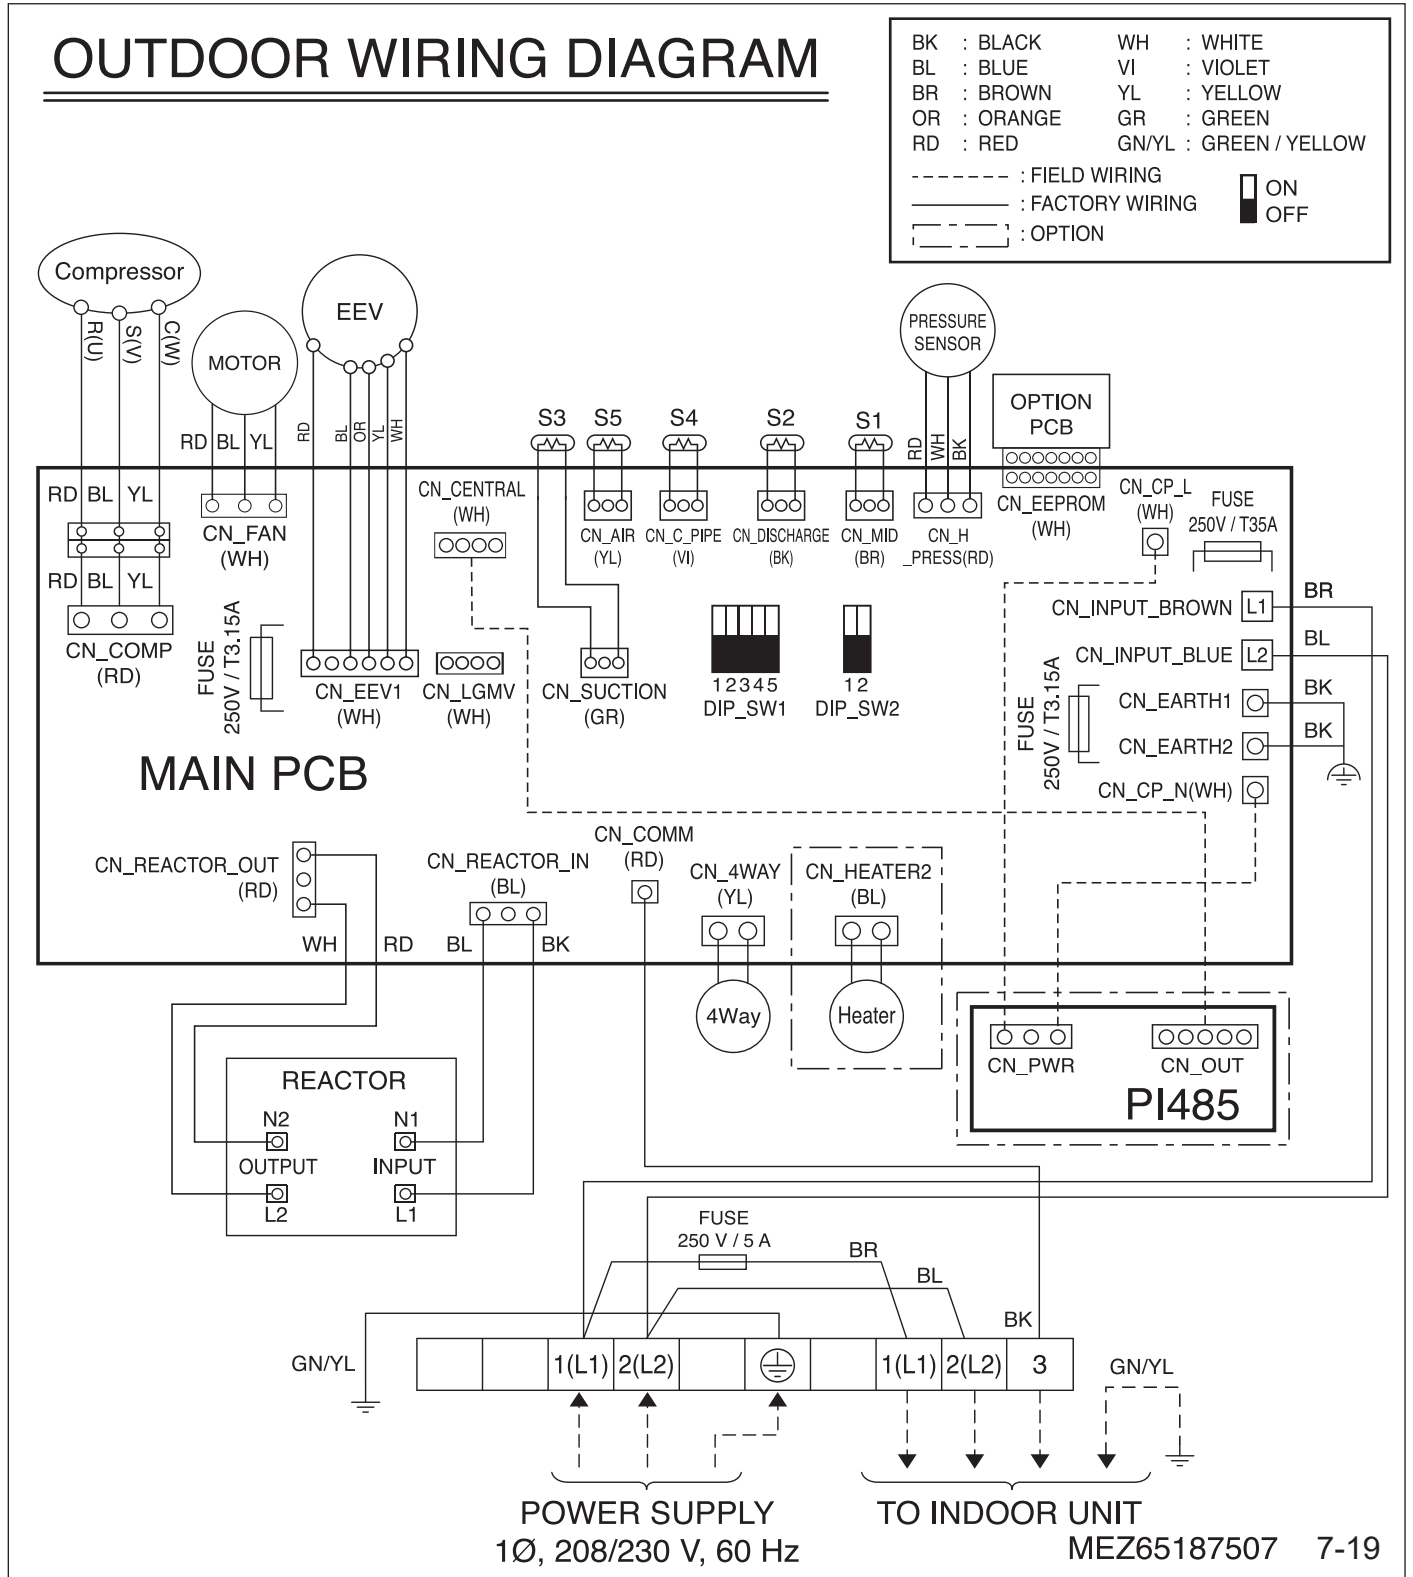 OUTDOOR WIRING DIAGRAM
BK : BLACK WH : WHITE
BL : BLUE VI : VIOLET
BR : BROWN YL : YELLOW
OR : ORANGE GR : GREEN
RD : RED GN/YL : GREEN / YELLOW
: FIELD WIRING
: FACTORY WIRING
: OPTION
ON
OFF
Compressor
R(U)
S(V)
C(W)
MOTOR
EEV
PRESSURE
SENSOR
OPTION
PCB
RD BL YL
RD
BL
OR
YL
WH
S3 S5 S4 S2 S1
RD
WH
BK
RD BL YL
RD BL YL
CN_COMP
(RD)
CN_FAN
(WH)
FUSE
250V / T3.15A
CN_EEV1
(WH)
CN_CENTRAL
(WH)
CN_LGMV
(WH)
CN_SUCTION
(GR)
CN_AIR
(YL)
CN_C_PIPE
(VI)
CN_DISCHARGE
(BK)
CN_MID
(BR)
CN_H
_PRESS(RD)
CN_EEPROM
(WH)
CN_CP_L
(WH)
FUSE
250V / T35A
1 2 3 4 5
DIP_SW1
1 2
DIP_SW2
CN_INPUT_BROWN L1
BR
CN_INPUT_BLUE L2
BL
FUSE
250V / T3.15A
CN_EARTH1
BK
CN_EARTH2
BK
CN_CP_N(WH)
MAIN PCB
CN_REACTOR_OUT
(RD)
WH RD
CN_REACTOR_IN
(BL)
BL BK
CN_COMM
(RD)
CN_4WAY
(YL)
4Way
CN_HEATER2
(BL)
Heater
CN_PWR
CN_OUT
PI485
REACTOR
N2 N1
OUTPUT INPUT
L2 L1
FUSE
250 V / 5 A
BR
BL
BK
GN/YL
1(L1) 2(L2) 1(L1) 2(L2) 3
GN/YL
POWER SUPPLY
1Ø, 208/230 V, 60 Hz
TO INDOOR UNIT
MEZ65187507 7-19